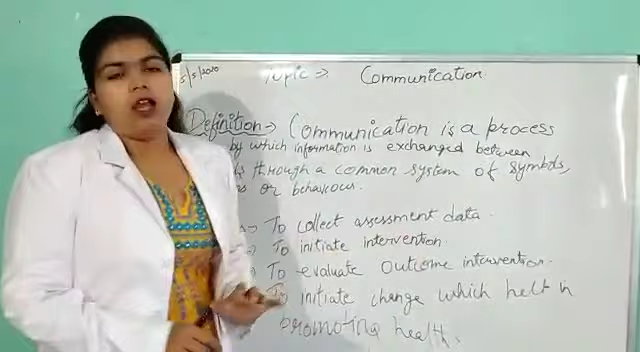 5/5/2020 Topic => Communication
Definition => Communication is a process
by which information is exchanged between
through a common system of symbols,
or behaviour.
To collect assessment data.
To initiate intervention.
To evaluate outcome intervention.
To initiate change which help in
promoting health.